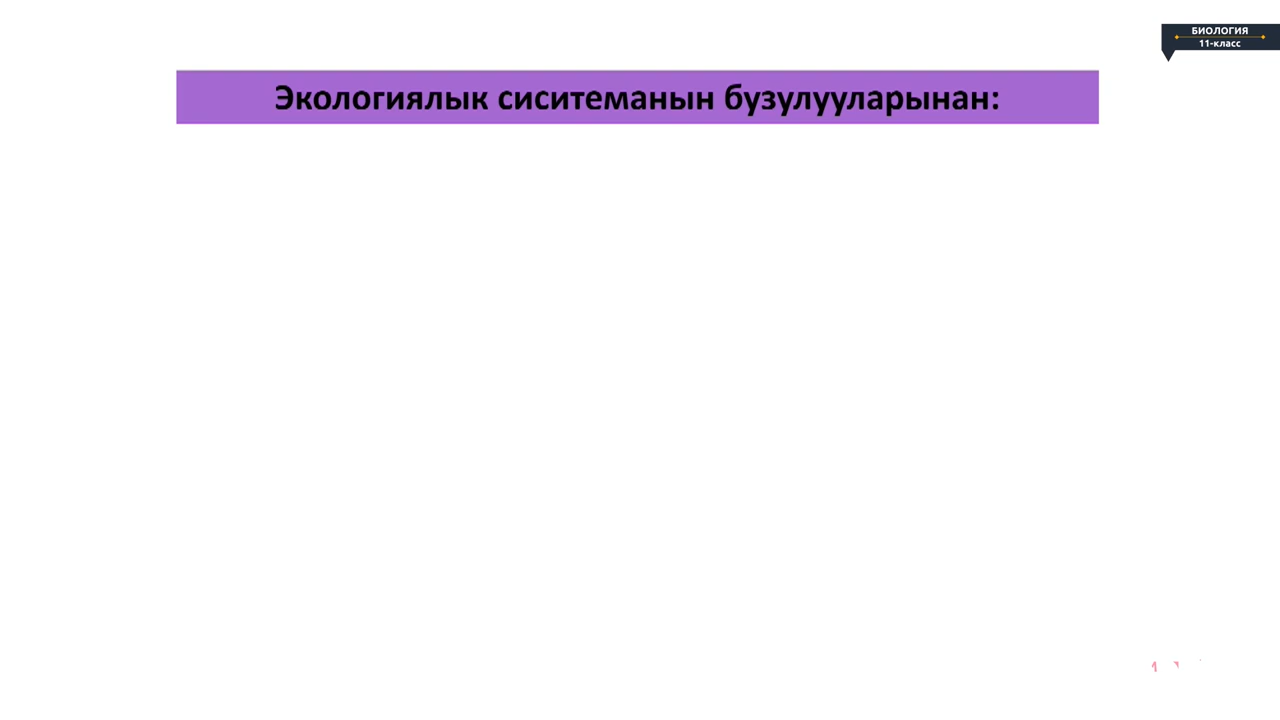 БИОЛОГИЯ
11-класс
Экологиялык сиситеманын бузулууларынан: